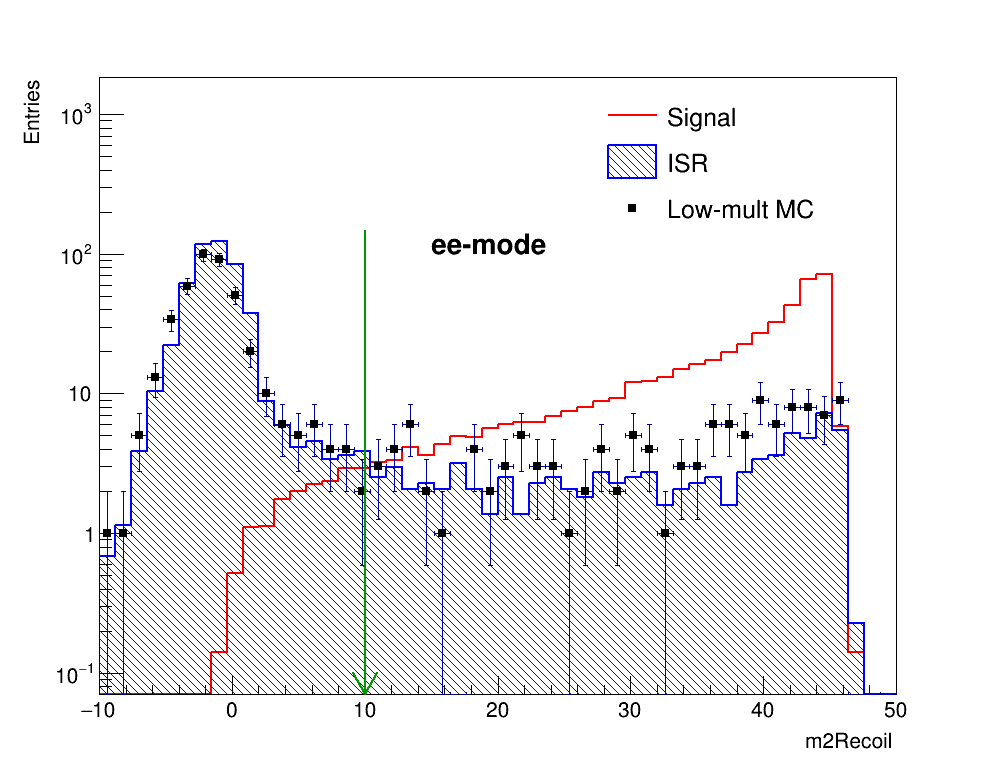 Entries
10³
10²
10
1
10⁻¹
Signal
ISR
Low-mult MC
ee-mode
−10 0 10 20 30 40 50
m2Recoil